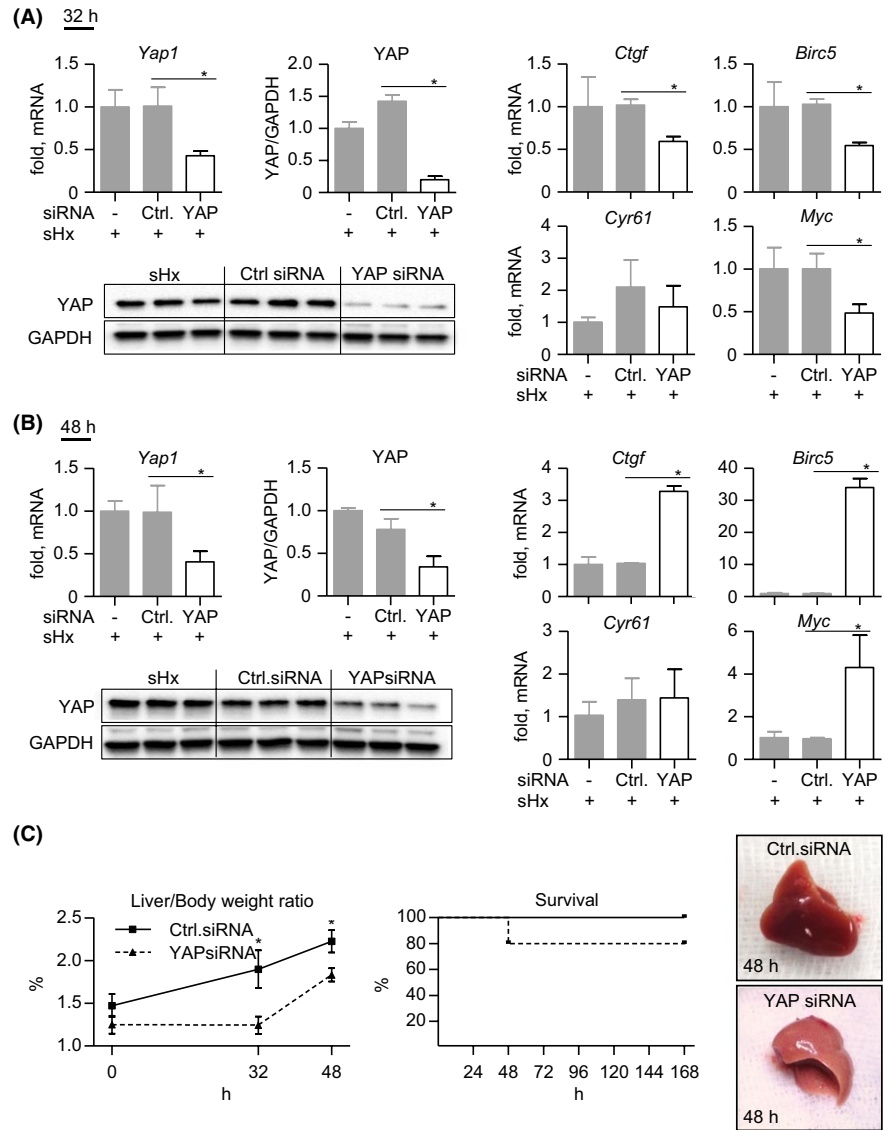 (A) 32 h
Yap1
fold, mRNA
1.5
1.0
0.5
0
siRNA - Ctrl. YAP
sHx + + +
*
YAP
YAP/GAPDH
2.0
1.5
1.0
0.5
0
- Ctrl. YAP
+ + +
*
sHx Ctrl siRNA YAP siRNA
YAP
GAPDH
Ctgf
fold, mRNA
1.5
1.0
0.5
0
*
Birc5
1.5
1.0
0.5
0
*
Cyr61
fold, mRNA
4
3
2
1
0
siRNA - Ctrl. YAP
sHx + + +
Myc
1.5
1.0
0.5
0
*
- Ctrl. YAP
+ + +
(B) 48 h
Yap1
fold, mRNA
1.5
1.0
0.5
0
*
siRNA - Ctrl. YAP
sHx + + +
YAP
YAP/GAPDH
1.5
1.0
0.5
0
*
- Ctrl. YAP
+ + +
sHx Ctrl.siRNA YAPsiRNA
YAP
GAPDH
Ctgf
fold, mRNA
4
3
2
1
0
*
Birc5
40
30
20
10
0
*
Cyr61
fold, mRNA
3
2
1
0
siRNA - Ctrl. YAP
sHx + + +
Myc
6
4
2
0
*
- Ctrl. YAP
+ + +
(C)
Liver/Body weight ratio
Ctrl.siRNA
YAPsiRNA
* *
%
2.5
2.0
1.5
1.0
0 32 48
h
Survival
%
100
80
60
40
20
24 48 72 96 120 144 168
h
Ctrl.siRNA
48 h
YAP siRNA
48 h